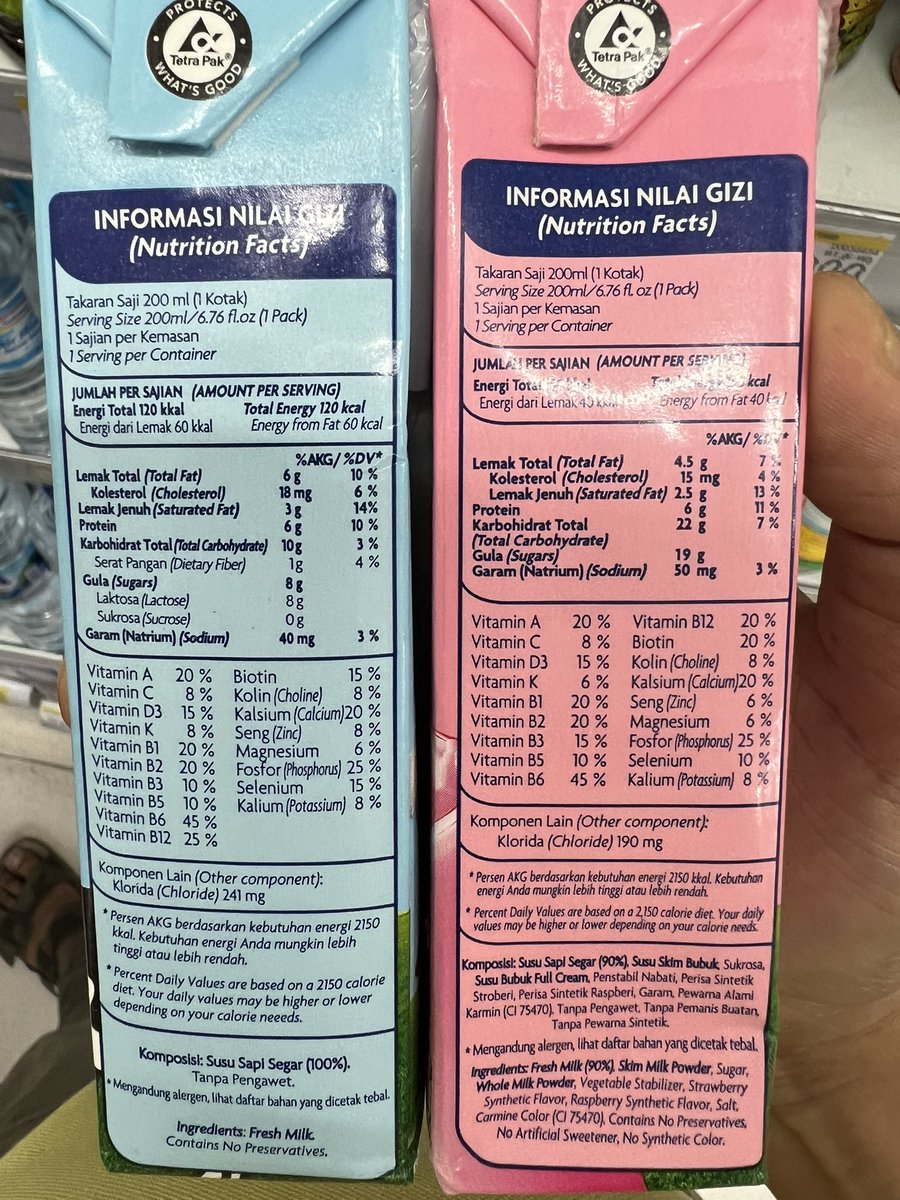 PROTECTS
Tetra Pak®
WHAT'S GOOD
INFORMASI NILAI GIZI
(Nutrition Facts)
Takaran Saji 200 ml (1 Kotak)
Serving Size 200ml/6.76 fl.oz (1 Pack)
1 Sajian per Kemasan
1 Serving per Container
JUMLAH PER SAJIAN (AMOUNT PER SERVING)
Energi Total 120 kkal Total Energy 120 kcal
Energi dari Lemak 60 kkal Energy from Fat 60 kcal
%AKG/ %DV*
Lemak Total (Total Fat) 6 g 10 %
Kolesterol (Cholesterol) 18 mg 6 %
Lemak Jenuh (Saturated Fat) 3 g 14%
Protein 6 g 10 %
Karbohidrat Total (Total Carbohydrate) 10g 3 %
Serat Pangan (Dietary Fiber) 1g 4 %
Gula (Sugars) 8 g
Laktosa (Lactose) 8 g
Sukrosa (Sucrose) 0 g
Garam (Natrium) (Sodium) 40 mg 3 %
Vitamin A 20 % Biotin 15 %
Vitamin C 8 % Kolin (Choline) 8 %
Vitamin D3 15 % Kalsium (Calcium) 20 %
Vitamin K 8 % Seng (Zinc) 8 %
Vitamin B1 20 % Magnesium 6 %
Vitamin B2 20 % Fosfor (Phosphorus) 25 %
Vitamin B3 10 % Selenium 15 %
Vitamin B5 10 % Kalium (Potassium) 8 %
Vitamin B6 45 %
Vitamin B12 25 %
Komponen Lain (Other component):
Klorida (Chloride) 241 mg
* Persen AKG berdasarkan kebutuhan energi 2150
kkal. Kebutuhan energi Anda mungkin lebih
tinggi atau lebih rendah.
* Percent Daily Values are based on a 2150 calorie
diet. Your daily values may be higher or lower
depending on your calorie neeeds.
Komposisi: Susu Sapi Segar (100%).
Tanpa Pengawet.
* Mengandung alergen, lihat daftar bahan yang dicetak tebal.
Ingredients: Fresh Milk.
Contains No Preservatives.
PROTECTS
Tetra Pak®
WHAT'S GOOD
INFORMASI NILAI GIZI
(Nutrition Facts)
Takaran Saji 200ml (1 Kotak)
Serving Size 200ml/6.76 fl. oz (1 Pack)
1 Sajian per Kemasan
1 Serving per Container
JUMLAH PER SAJIAN (AMOUNT PER
Energi Total kcal
Energi dari Lemak 40 Energy from Fat 40
%AKG/ %DV*
Lemak Total (Total Fat) 4.5 g 7 %
Kolesterol (Cholesterol) 15 mg 4 %
Lemak Jenuh (Saturated Fat) 2.5 g 13 %
Protein 6 g 11 %
Karbohidrat Total 22 g 7 %
(Total Carbohydrate)
Gula (Sugars) 19 g
Garam (Natrium) (Sodium) 50 mg 3 %
Vitamin A 20 % Vitamin B12 20 %
Vitamin C 8 % Biotin 20 %
Vitamin D3 15 % Kolin (Choline) 8 %
Vitamin K 6 % Kalsium (Calcium) 20 %
Vitamin B1 20 % Seng (Zinc) 6 %
Vitamin B2 20 % Magnesium 6 %
Vitamin B3 15 % Fosfor (Phosphorus) 25 %
Vitamin B5 10 % Selenium 10 %
Vitamin B6 45 % Kalium (Potassium) 8 %
Komponen Lain (Other component):
Klorida (Chloride) 190 mg
* Persen AKG berdasarkan kebutuhan energi 2150 kkal. Kebutuhan
energi Anda mungkin lebih tinggi atau lebih rendah.
* Percent Daily Values are based on a 2,150 calorie diet. Your daily
values may be higher or lower depending on your calorie needs.
Komposisi: Susu Sapi Segar (90%), Susu Skim Bubuk, Sukrosa,
Susu Bubuk Full Cream, Penstabil Nabati, Perisa Sintetik
Stroberi, Perisa Sintetik Raspberi, Garam, Pewarna Alami
Karmin (CI 75470). Tanpa Pengawet, Tanpa Pemanis Buatan,
Tanpa Pewarna Sintetik.
* Mengandung alergen, lihat daftar bahan yang dicetak tebal.
Ingredients: Fresh Milk (90%), Skim Milk Powder, Sugar,
Whole Milk Powder, Vegetable Stabilizer, Strawberry
Synthetic Flavor, Raspberry Synthetic Flavor, Salt,
Carmine Color (CI 75470). Contains No Preservatives,
No Artificial Sweetener, No Synthetic Color.